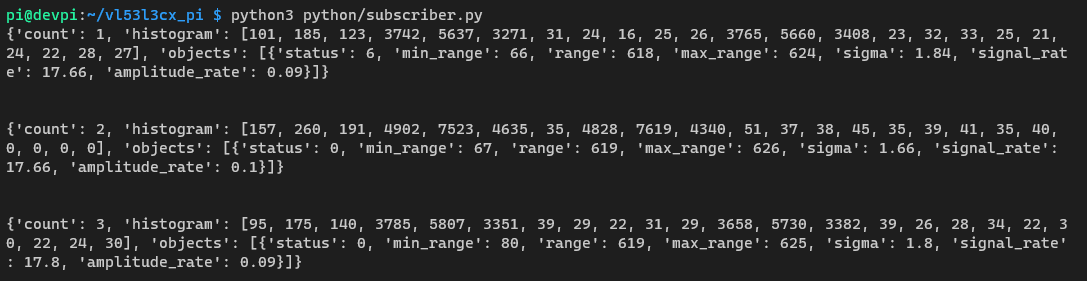 pi@devpi:~/vl53l3cx_pi $ python3 python/subscriber.py
{'count': 1, 'histogram': [101, 185, 123, 3742, 5637, 3271, 31, 24, 16, 25, 26, 3765, 5660, 3408, 23, 32, 33, 25, 21,
24, 22, 28, 27], 'objects': [{'status': 6, 'min_range': 66, 'range': 618, 'max_range': 624, 'sigma': 1.84, 'signal_rat
e': 17.66, 'amplitude_rate': 0.09}]}
{'count': 2, 'histogram': [157, 260, 191, 4902, 7523, 4635, 35, 4828, 7619, 4340, 51, 37, 38, 45, 35, 39, 41, 35, 40,
0, 0, 0, 0], 'objects': [{'status': 0, 'min_range': 67, 'range': 619, 'max_range': 626, 'sigma': 1.66, 'signal_rate':
17.66, 'amplitude_rate': 0.1}]}
{'count': 3, 'histogram': [95, 175, 140, 3785, 5807, 3351, 39, 29, 22, 31, 29, 3658, 5730, 3382, 39, 26, 28, 34, 22, 3
0, 22, 24, 30], 'objects': [{'status': 0, 'min_range': 80, 'range': 619, 'max_range': 625, 'sigma': 1.8, 'signal_rate'
: 17.8, 'amplitude_rate': 0.09}]}